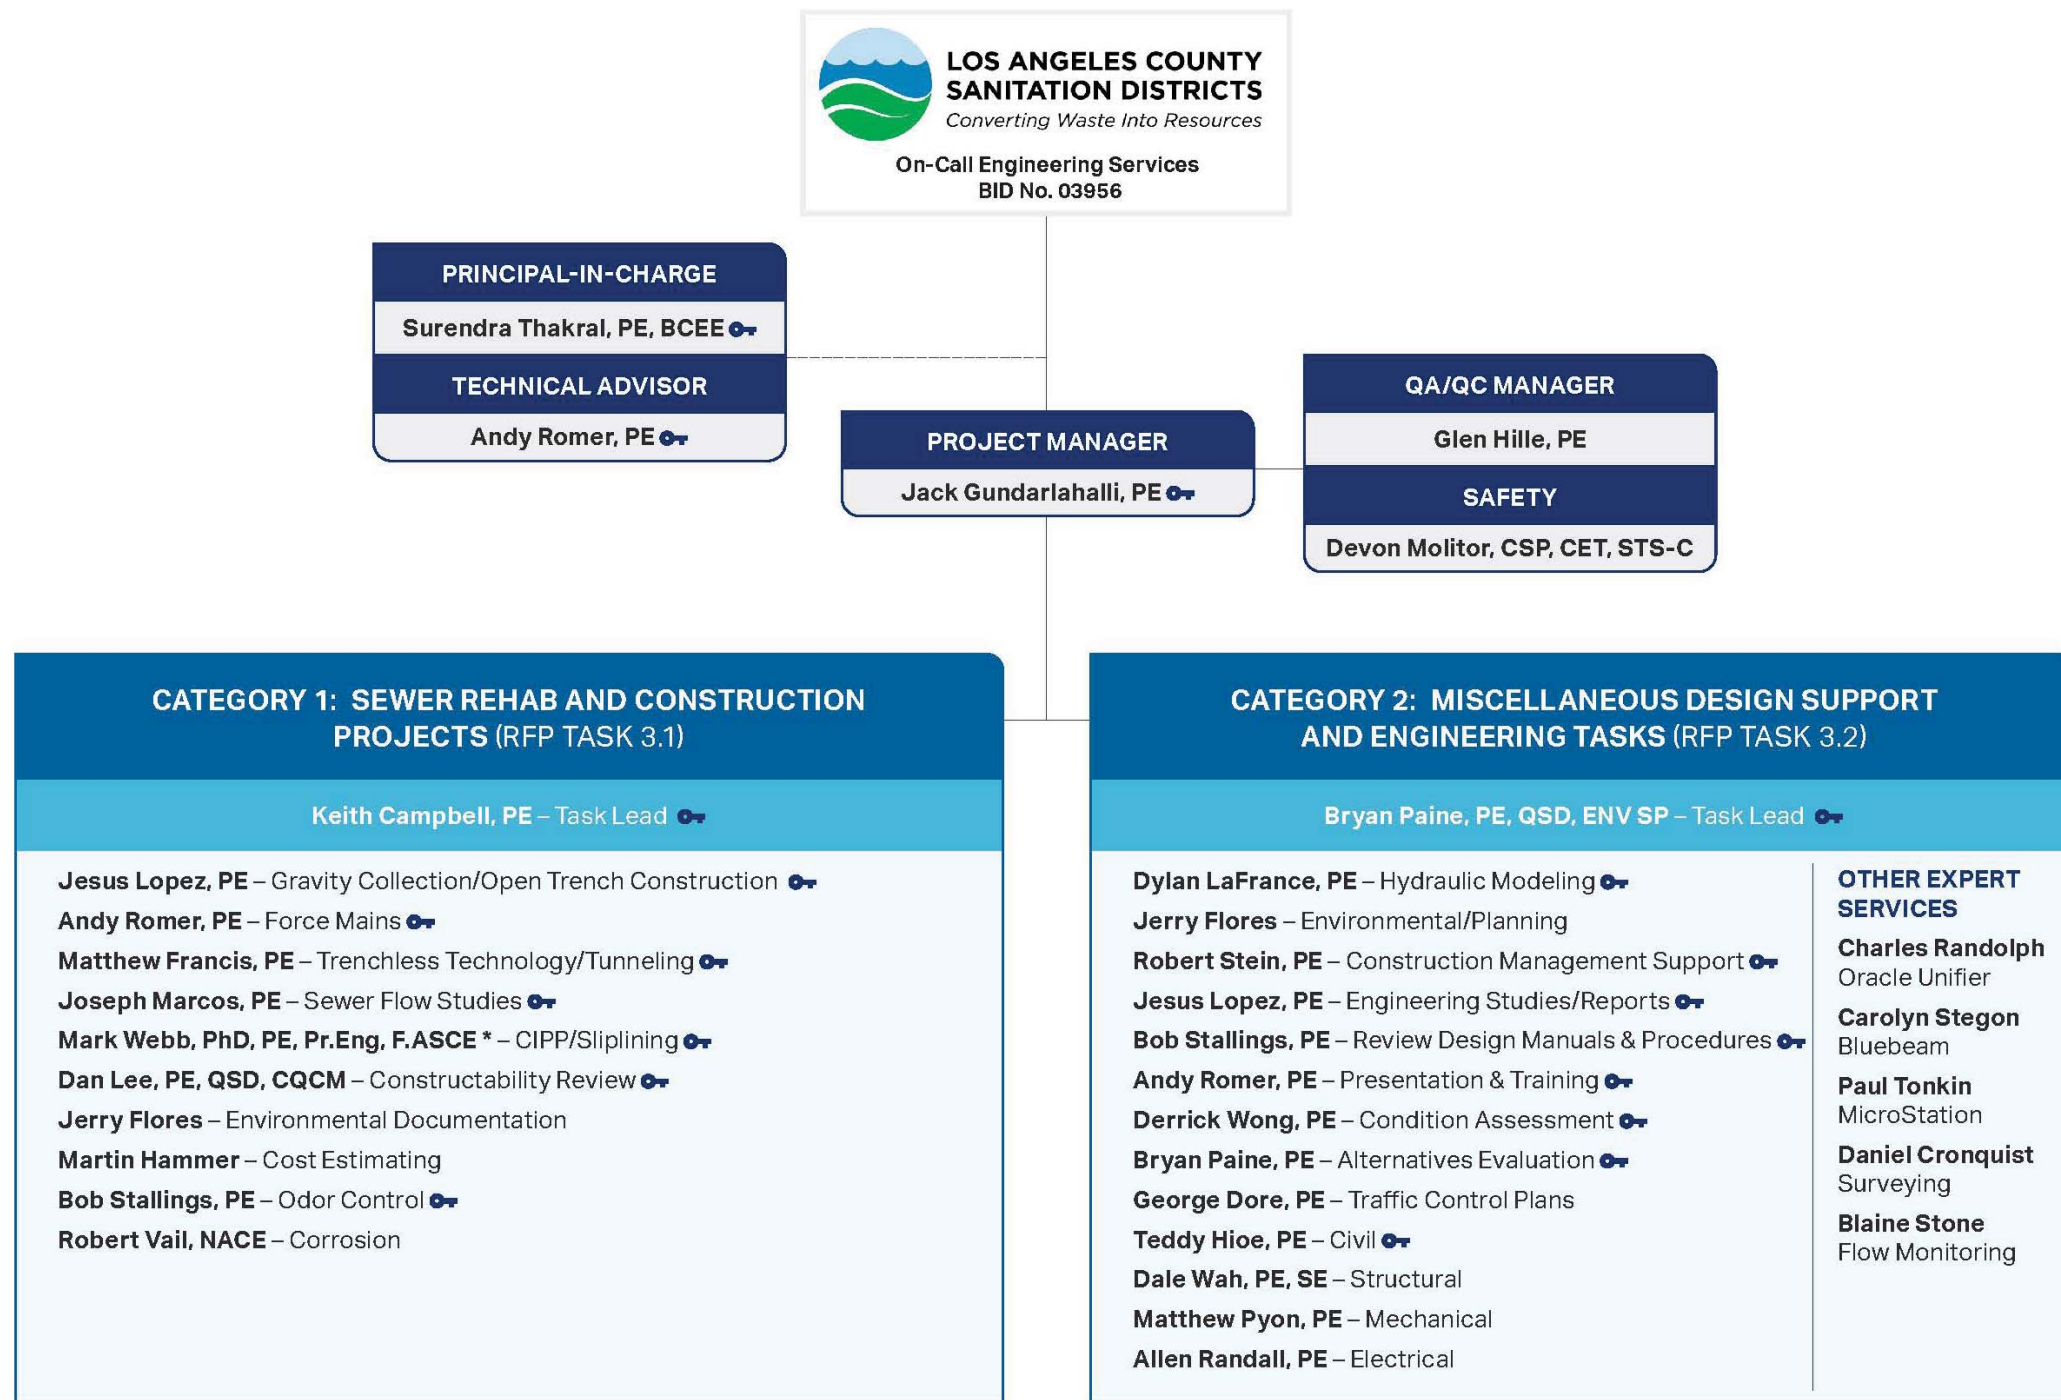 LOS ANGELES COUNTY
SANITATION DISTRICTS
Converting Waste Into Resources
On-Call Engineering Services
BID No. 03956
PRINCIPAL-IN-CHARGE
Surendra Thakral, PE, BCEE
TECHNICAL ADVISOR
Andy Romer, PE
PROJECT MANAGER
Jack Gundarlahalli, PE
QA/QC MANAGER
Glen Hille, PE
SAFETY
Devon Molitor, CSP, CET, STS-C
CATEGORY 1: SEWER REHAB AND CONSTRUCTION
PROJECTS (RFP TASK 3.1)
Keith Campbell, PE – Task Lead
Jesus Lopez, PE – Gravity Collection/Open Trench Construction
Andy Romer, PE – Force Mains
Matthew Francis, PE – Trenchless Technology/Tunneling
Joseph Marcos, PE – Sewer Flow Studies
Mark Webb, PhD, PE, Pr.Eng, F.ASCE * – CIPP/Sliplining
Dan Lee, PE, QSD, CQCM – Constructability Review
Jerry Flores – Environmental Documentation
Martin Hammer – Cost Estimating
Bob Stallings, PE – Odor Control
Robert Vail, NACE – Corrosion
CATEGORY 2: MISCELLANEOUS DESIGN SUPPORT
AND ENGINEERING TASKS (RFP TASK 3.2)
Bryan Paine, PE, QSD, ENV SP – Task Lead
Dylan LaFrance, PE – Hydraulic Modeling
Jerry Flores – Environmental/Planning
Robert Stein, PE – Construction Management Support
Jesus Lopez, PE – Engineering Studies/Reports
Bob Stallings, PE – Review Design Manuals & Procedures
Andy Romer, PE – Presentation & Training
Derrick Wong, PE – Condition Assessment
Bryan Paine, PE – Alternatives Evaluation
George Dore, PE – Traffic Control Plans
Teddy Hioe, PE – Civil
Dale Wah, PE, SE – Structural
Matthew Pyon, PE – Mechanical
Allen Randall, PE – Electrical
OTHER EXPERT
SERVICES
Charles Randolph
Oracle Unifier
Carolyn Stegon
Bluebeam
Paul Tonkin
MicroStation
Daniel Cronquist
Surveying
Blaine Stone
Flow Monitoring